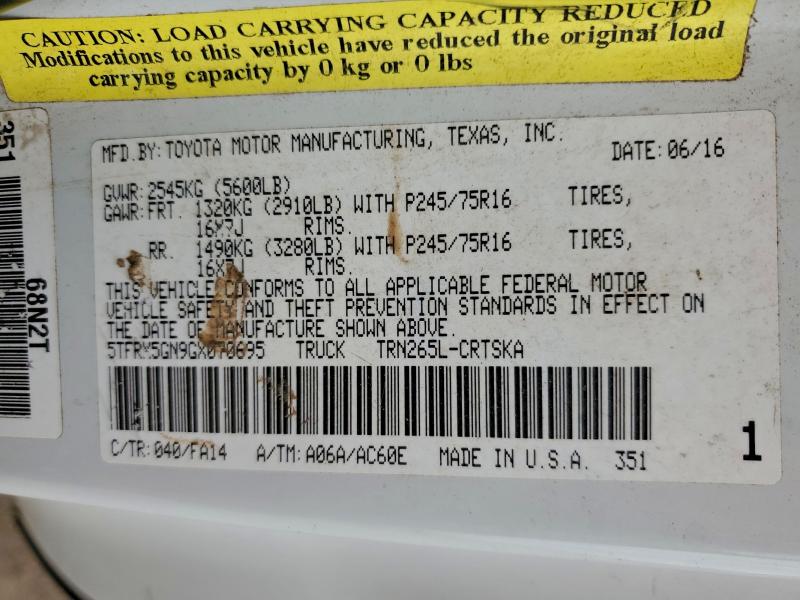 CAUTION: LOAD CARRYING CAPACITY REDUCED
Modifications to this vehicle have reduced the original load
carrying capacity by 0 kg or 0 lbs
351
68N2T
MFD.BY:TOYOTA MOTOR MANUFACTURING, TEXAS, INC.
DATE:06/16
GVWR:2545KG (5600LB)
GAWR:FRT. 1320KG (2910LB) WITH P245/75R16 TIRES,
16X7J RIMS.
RR. 1490KG (3280LB) WITH P245/75R16 TIRES,
RIMS.
THIS VEHICLE CONFORMS TO ALL APPLICABLE FEDERAL MOTOR
VEHICLE SAFETY AND THEFT PREVENTION STANDARDS IN EFFECT ON
THE DATE OF MANUFACTURE SHOWN ABOVE.
TRUCK TRN265L-CRTSKA
C/TR:040/FA14 A/TM:A06A/AC60E MADE IN U.S.A. 351
1